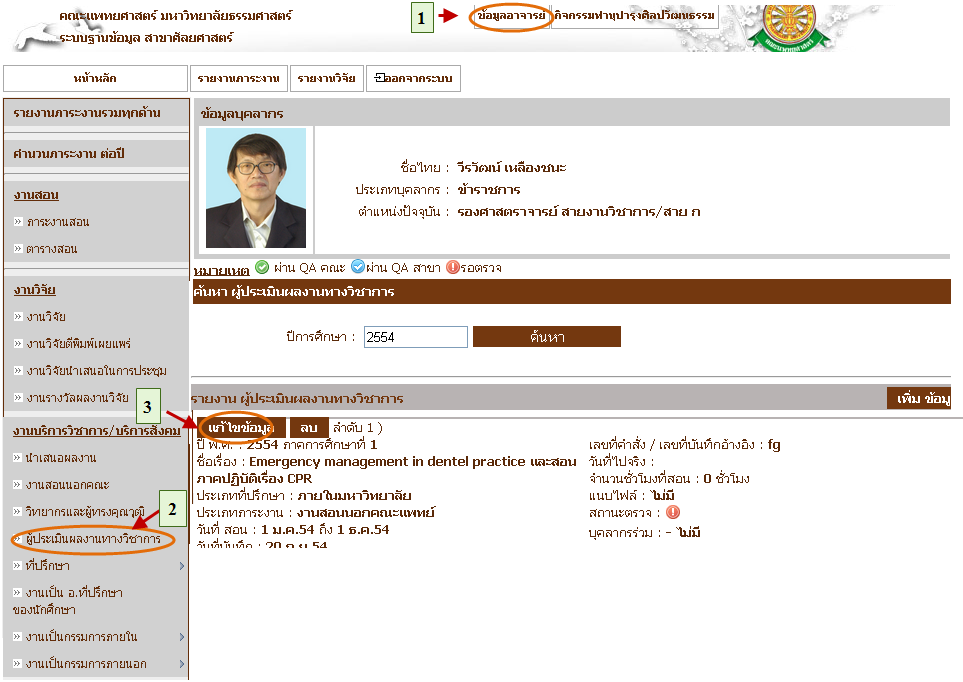 คณะแพทยศาสตร์ มหาวิทยาลัยธรรมศาสตร์
ระบบฐานข้อมูล สาขาศัลยศาสตร์
1
ข้อมูลอาจารย์
กิจกรรมทำนุบำรุงศิลปวัฒนธรรม
หน้าหลัก
รายงานภาระงาน
รายงานวิจัย
ออกจากระบบ
รายงานภาระงานรวมทุกด้าน
คำนวนภาระงาน ต่อปี
งานสอน
ภาระงานสอน
ตารางสอน
งานวิจัย
งานวิจัย
งานวิจัยตีพิมพ์เผยแพร่
งานวิจัยนำเสนอในการประชุม
งานรางวัลผลงานวิจัย
งานบริการวิชาการ/บริการสังคม
นำเสนอผลงาน
งานสอนนอกคณะ
วิทยากรและผู้ทรงคุณวุฒิ
2
ผู้ประเมินผลงานทางวิชาการ
ที่ปรึกษา
งานเป็น อ.ที่ปรึกษา
ของนักศึกษา
งานเป็นกรรมการภายใน
งานเป็นกรรมการภายนอก
ข้อมูลบุคลากร
ชื่อไทย : วีรวัฒน์ เหลืองชนะ
ประเภทบุคลากร : ข้าราชการ
ตำแหน่งปัจจุบัน : รองศาสตราจารย์ สายงานวิชาการ/สาย ก
หมายเหตุ ผ่าน QA คณะ ผ่าน QA สาขา รอตรวจ
ค้นหา ผู้ประเมินผลงานทางวิชาการ
ปีการศึกษา : 2554 ค้นหา
รายงาน ผู้ประเมินผลงานทางวิชาการ
เพิ่ม ข้อมู
3
แก้ไขข้อมูล ลบ ลำดับ 1 )
ปี พ.ศ. : 2554 ภาคการศึกษาที่ 1
ชื่อเรื่อง : Emergency management in dentel practice และสอน
ภาคปฏิบัติเรื่อง CPR
ประเภทที่ปรึกษา : ภายในมหาวิทยาลัย
ประเภทภาระงาน : งานสอนนอกคณะแพทย์
วันที่ สอน : 1 ม.ค.54 ถึง 1 ธ.ค.54
วันที่บันทึก : 20 ก.ย.54
เลขที่คำสั่ง / เลขที่บันทึกอ้างอิง : fg
วันที่ไปจริง :
จำนวนชั่วโมงที่สอน : 0 ชั่วโมง
แนบไฟล์ : ไม่มี
สถานะตรวจ :
บุคลากรร่วม : - ไม่มี